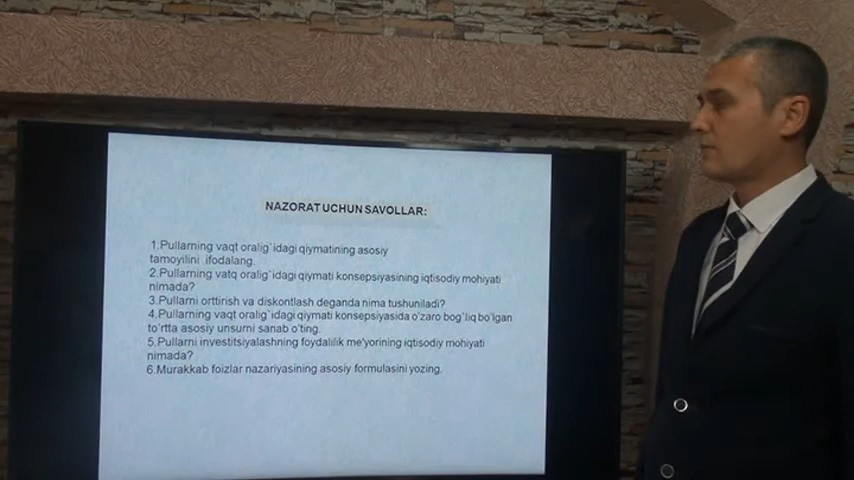 NAZORAT UCHUN SAVOLLAR:
1.Pullarning vaqt oralig`idagi qiymatining asosiy
tamoyilini ifodalang.
2.Pullarning vatq oralig`idagi qiymati konsepsiyasining iqtisodiy mohiyati
nimada?
3.Pullarni orttirish va diskontlash deganda nima tushuniladi?
4.Pullarning vaqt oralig`idagi qiymati konsepsiyasida o'zaro bog`liq bo'lgan
to'rtta asosiy unsurni sanab o'ting.
5.Pullarni investitsiyalashning foydalilik me'yorining iqtisodiy mohiyati
nimada?
6.Murakkab foizlar nazariyasining asosiy formulasini yozing.